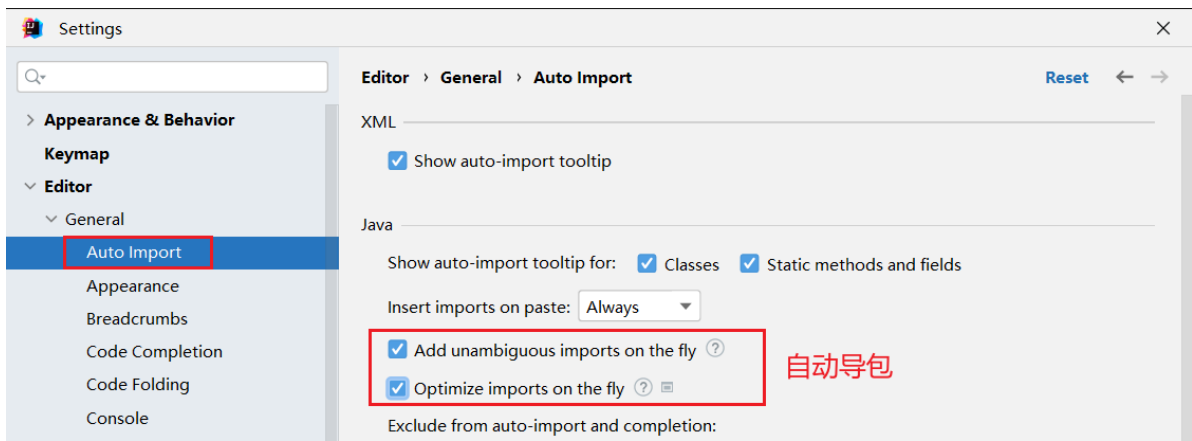 Settings
Editor › General › Auto Import
Reset
Appearance & Behavior
Keymap
Editor
General
Auto Import
Appearance
Breadcrumbs
Code Completion
Code Folding
Console
XML
Show auto-import tooltip
Java
Show auto-import tooltip for: Classes Static methods and fields
Insert imports on paste: Always
Add unambiguous imports on the fly ?
Optimize imports on the fly ?
自动导包
Exclude from auto-import and completion: